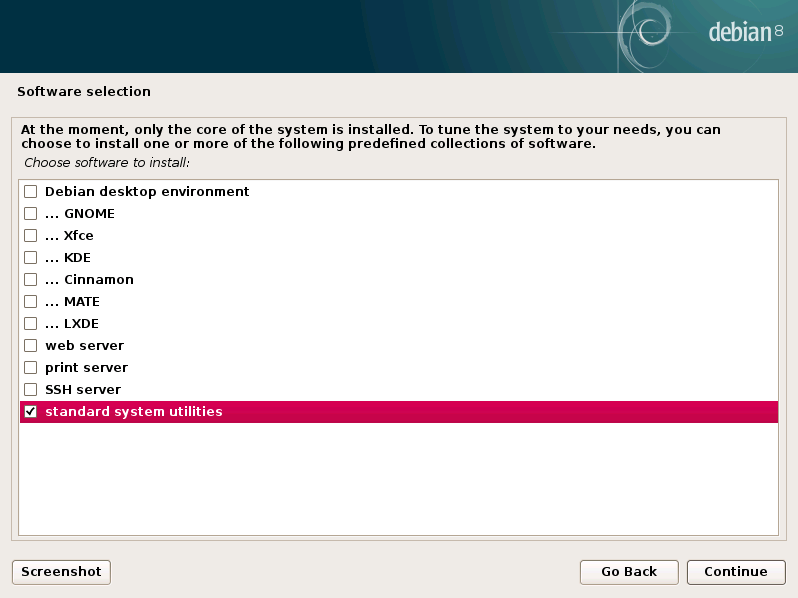 debian 8
Software selection
At the moment, only the core of the system is installed. To tune the system to your needs, you can
choose to install one or more of the following predefined collections of software.
Choose software to install:
Debian desktop environment
... GNOME
... Xfce
... KDE
... Cinnamon
... MATE
... LXDE
web server
print server
SSH server
standard system utilities
Screenshot
Go Back
Continue